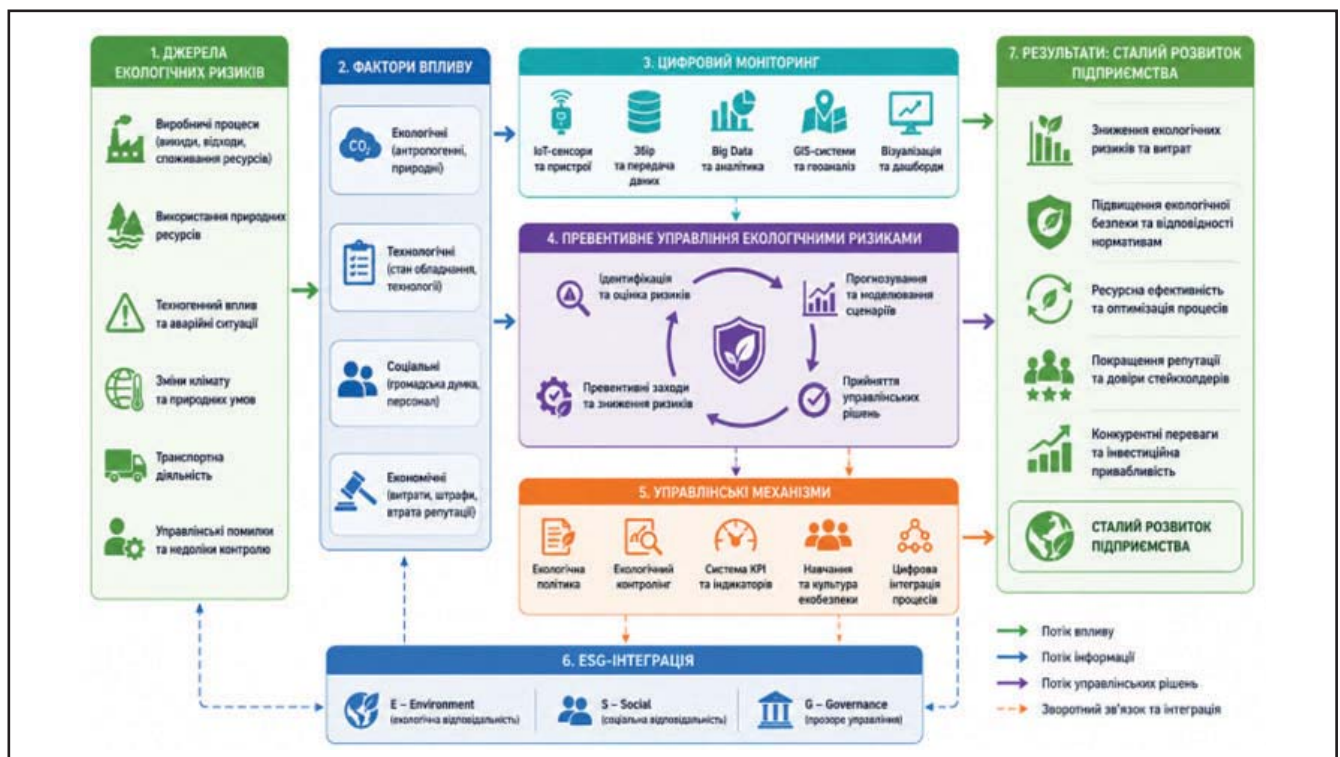 1. ДЖЕРЕЛА
ЕКОЛОГІЧНИХ РИЗИКІВ
Виробничі процеси
(викиди, відходи,
споживання ресурсів)
Використання природних
ресурсів
Техногенний вплив
та аварійні ситуації
Зміни клімату
та природних умов
Транспортна
діяльність
Управлінські помилки
та недоліки контролю
2. ФАКТОРИ ВПЛИВУ
CO₂
Екологічні
(антропогенні,
природні)
Технологічні
(стан обладнання,
технології)
Соціальні
(громадська думка,
персонал)
Економічні
(витрати, штрафи,
втрата репутації)
3. ЦИФРОВИЙ МОНІТОРИНГ
IoT-сенсори
та пристрої
Збір
та передача
даних
Big Data
та аналітика
GIS-системи
та геоаналіз
Візуалізація
та дашборди
4. ПРЕВЕНТИВНЕ УПРАВЛІННЯ ЕКОЛОГІЧНИМИ РИЗИКАМИ
Ідентифікація
та оцінка ризиків
Прогнозування
та моделювання
сценаріїв
Превентивні заходи
та зниження ризиків
Прийняття
управлінських
рішень
5. УПРАВЛІНСЬКІ МЕХАНІЗМИ
Екологічна
політика
Екологічний
контролінг
Система KPI
та індикаторів
Навчання
та культура
екобезпеки
Цифрова
інтеграція
процесів
6. ESG-ІНТЕГРАЦІЯ
E – Environment
(екологічна відповідальність)
S – Social
(соціальна відповідальність)
G – Governance
(прозоре управління)
7. РЕЗУЛЬТАТИ: СТАЛИЙ РОЗВИТОК
ПІДПРИЄМСТВА
Зниження екологічних
ризиків та витрат
Підвищення екологічної
безпеки та відповідності
нормативам
Ресурсна ефективність
та оптимізація процесів
Покращення репутації
та довіри стейкхолдерів
Конкурентні переваги
та інвестиційна
привабливість
СТАЛИЙ РОЗВИТОК
ПІДПРИЄМСТВА
Потік впливу
Потік інформації
Потік управлінських рішень
Зворотний зв'язок та інтеграція